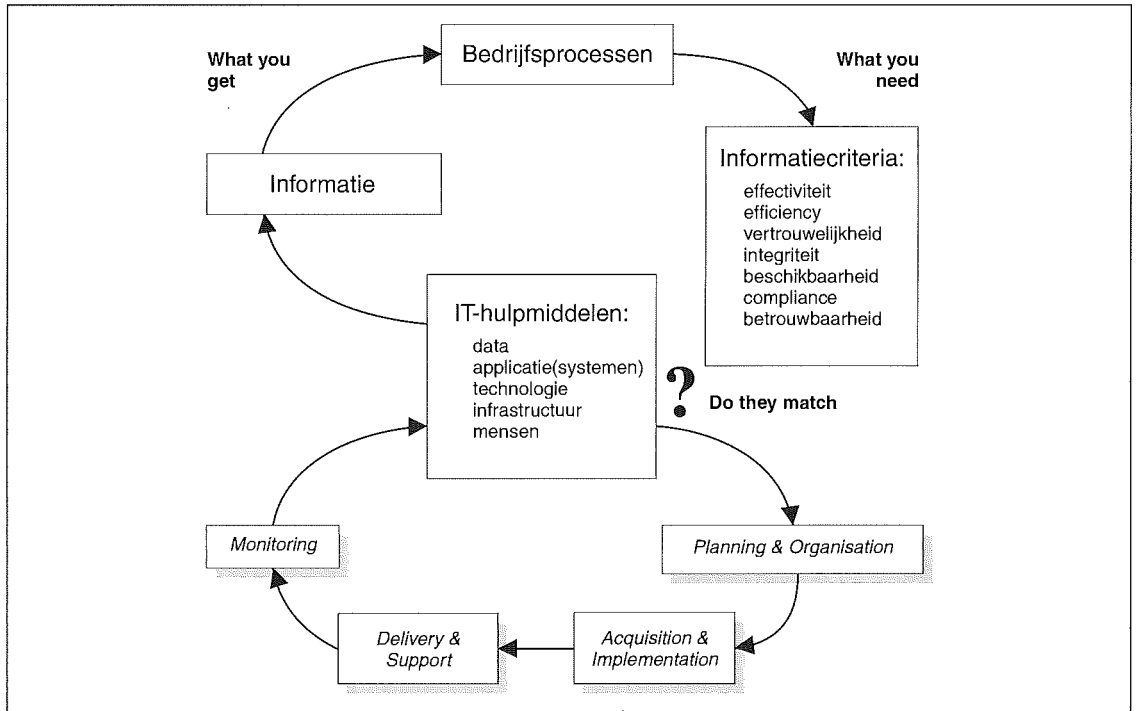 What you
get
Bedrijfsprocessen
What you
need
Informatie
Informatiecriteria:
effectiviteit
efficiency
vertrouwelijkheid
integriteit
beschikbaarheid
compliance
betrouwbaarheid
IT-hulpmiddelen:
data
applicatie(systemen)
technologie
infrastructuur
mensen
?
Do they match
Monitoring
Planning & Organisation
Delivery &
Support
Acquisition &
Implementation